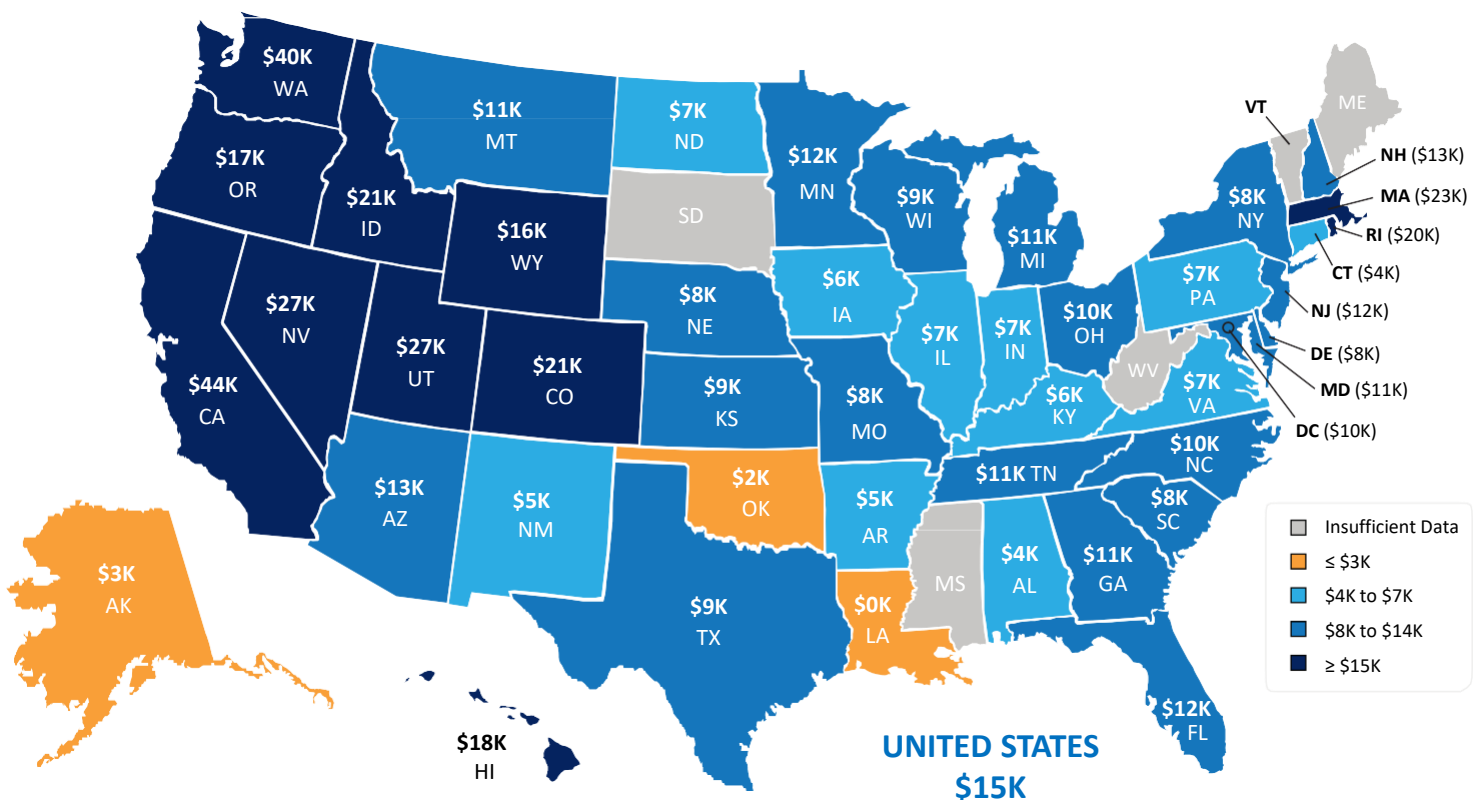 $40K
WA
$11K
MT
$7K
ND
$12K
MN
ME
VT
NH ($13K)
$17K
OR
$21K
ID
$16K
WY
SD
$9K
WI
$11K
MI
$8K
NY
MA ($23K)
RI ($20K)
CT ($4K)
$27K
NV
$27K
UT
$21K
CO
$8K
NE
$6K
IA
$7K
IL
$7K
IN
$10K
OH
$7K
PA
NJ ($12K)
DE ($8K)
MD ($11K)
DC ($10K)
$44K
CA
$9K
KS
$8K
MO
$6K
KY
WV
$7K
VA
$13K
AZ
$5K
NM
$2K
OK
$5K
AR
$11K TN
$10K
NC
$8K
SC
$3K
AK
$9K
TX
$0K
LA
MS
$4K
AL
$11K
GA
$12K
FL
$18K
HI
Insufficient Data
≤ $3K
$4K to $7K
$8K to $14K
≥ $15K
UNITED STATES
$15K